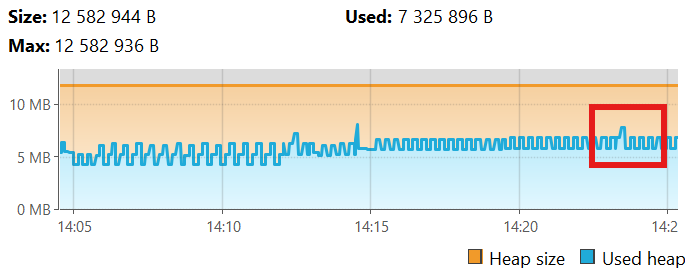 Size: 12 582 944 B Used: 7 325 896 B
Max: 12 582 936 B
10 MB
5 MB
0 MB
14:05 14:10 14:15 14:20 14:2
Heap size Used heap